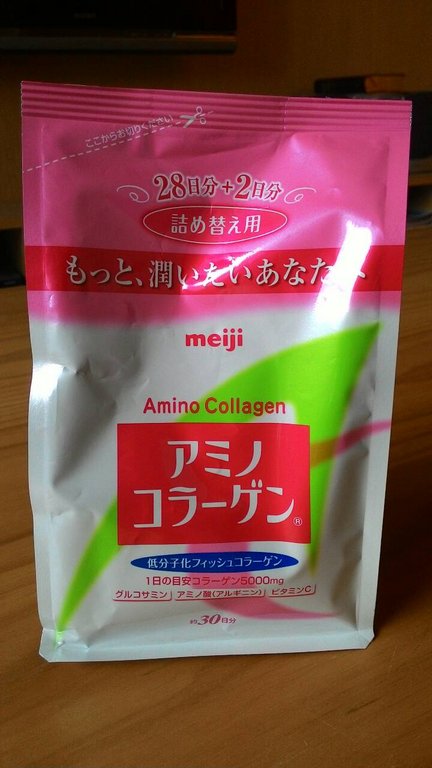 ここからお切りください
28日分+2日分
詰め替え用
もっと、潤いたいあなたへ
meiji
Amino Collagen
アミノ
コラーゲン®
低分子化フィッシュコラーゲン
1日の目安コラーゲン5000mg
グルコサミン アミノ酸(アルギニン) ビタミンC
約30日分